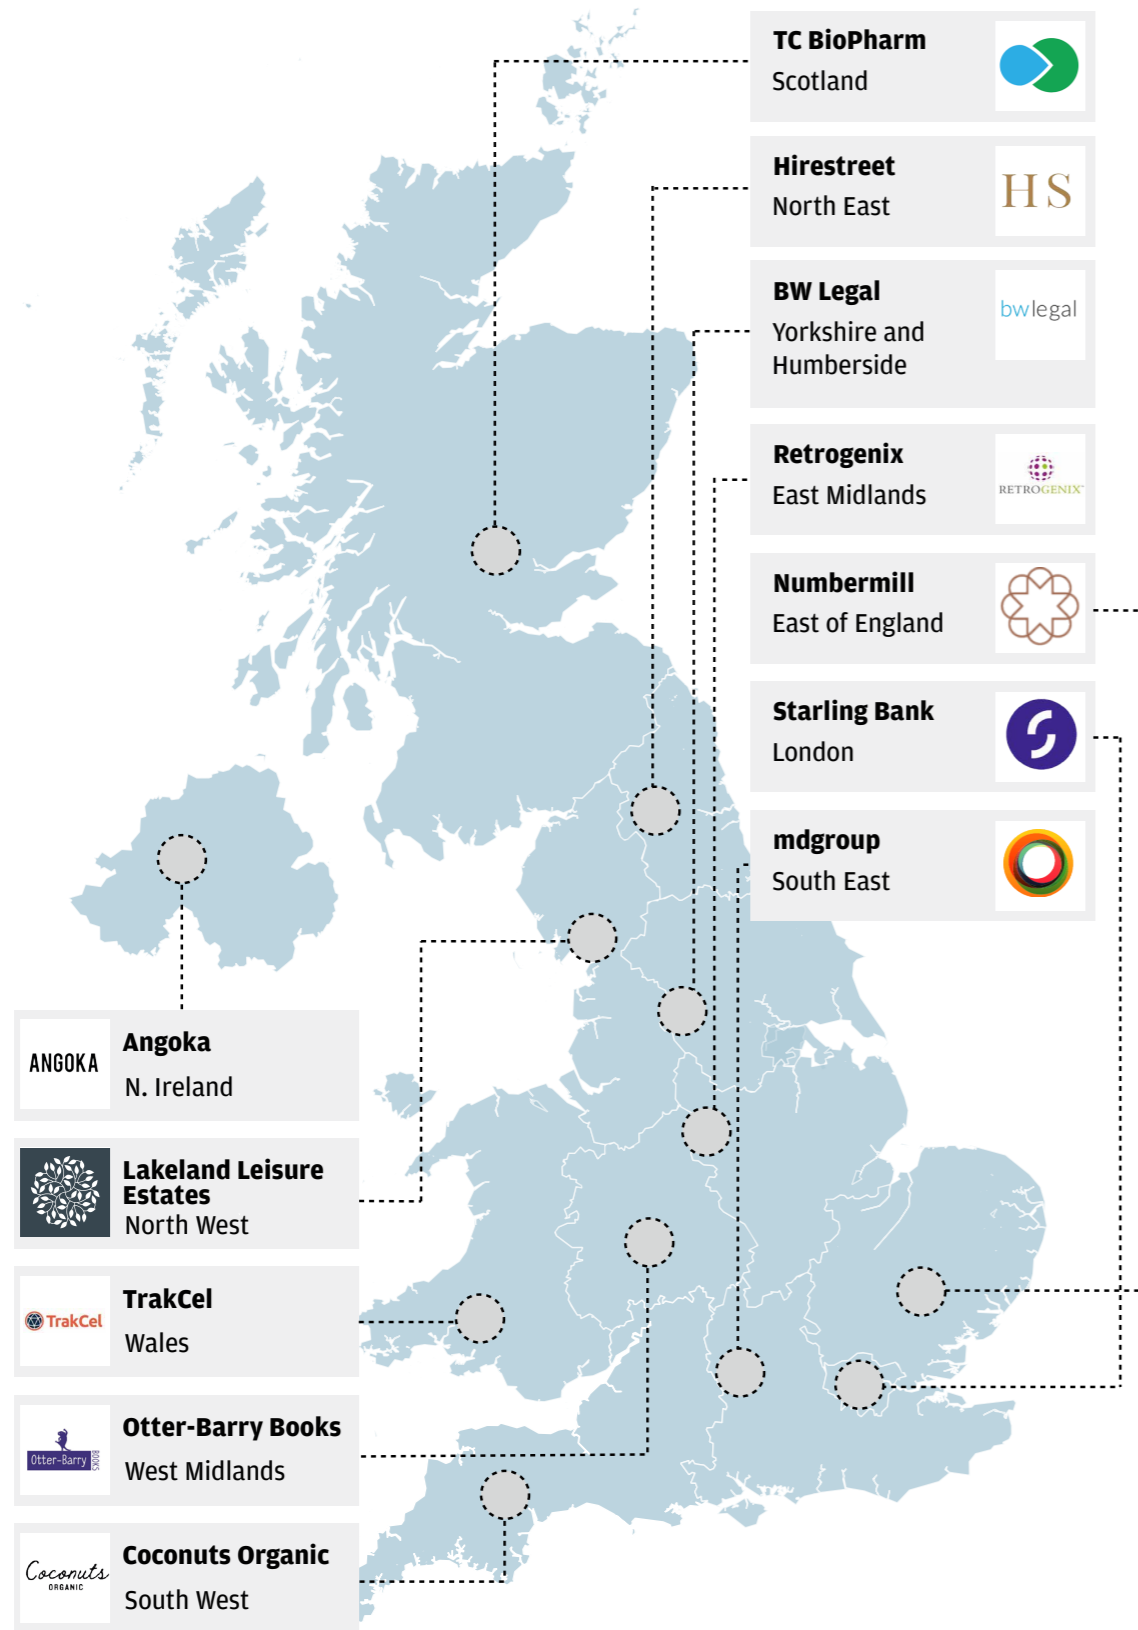 TC BioPharm
Scotland
Hirestreet
North East
HS
BW Legal
Yorkshire and
Humberside
bwlegal
Retrogenix
East Midlands
RETROGENIX
Numbermill
East of England
Starling Bank
London
mdgroup
South East
ANGOKA
Angoka
N. Ireland
Lakeland Leisure
Estates
North West
TrakCel
TrakCel
Wales
Otter-Barry
BOOKS
Otter-Barry Books
West Midlands
Coconuts
ORGANIC
Coconuts Organic
South West